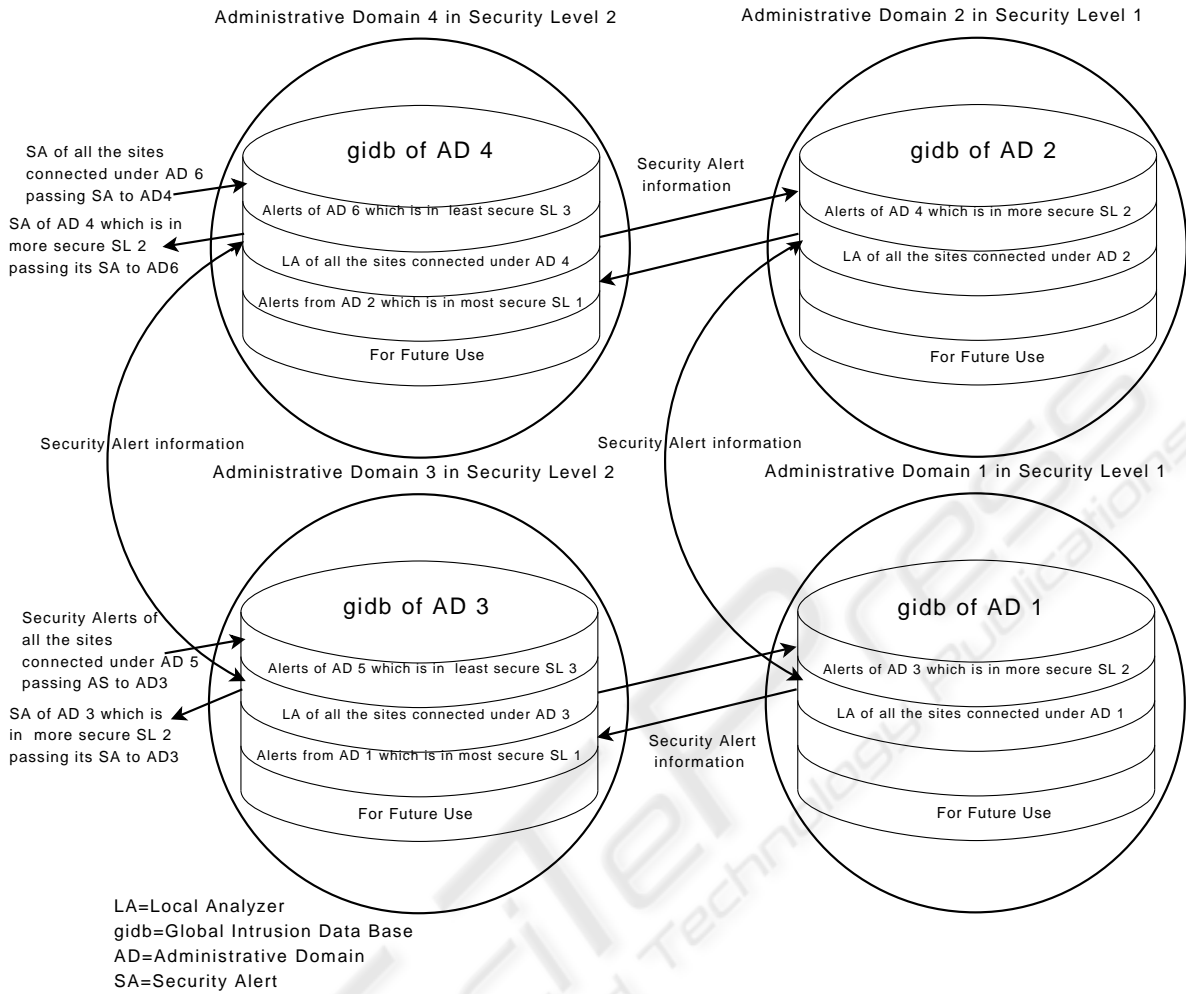 Administrative Domain 4 in Security Level 2
Administrative Domain 2 in Security Level 1
gidb of AD 4
gidb of AD 2
SA of all the sites
connected under AD 6
passing SA to AD4
Security Alert
information
Alerts of AD 6 which is in least secure SL 3
Alerts of AD 4 which is in more secure SL 2
SA of AD 4 which is in
more secure SL 2
passing its SA to AD6
LA of all the sites connected under AD 4
LA of all the sites connected under AD 2
Alerts from AD 2 which is in most secure SL 1
For Future Use
For Future Use
Security Alert information
Security Alert information
Administrative Domain 3 in Security Level 2
Administrative Domain 1 in Security Level 1
gidb of AD 3
gidb of AD 1
Security Alerts of
all the sites
connected under AD 5
passing AS to AD3
Alerts of AD 5 which is in least secure SL 3
Alerts of AD 3 which is in more secure SL 2
SA of AD 3 which is
in more secure SL 2
passing its SA to AD3
LA of all the sites connected under AD 3
LA of all the sites connected under AD 1
Security Alert
information
Alerts from AD 1 which is in most secure SL 1
For Future Use
For Future Use
LA=Local Analyzer
gidb=Global Intrusion Data Base
AD=Administrative Domain
SA=Security Alert
SciTePress
Technology Publications